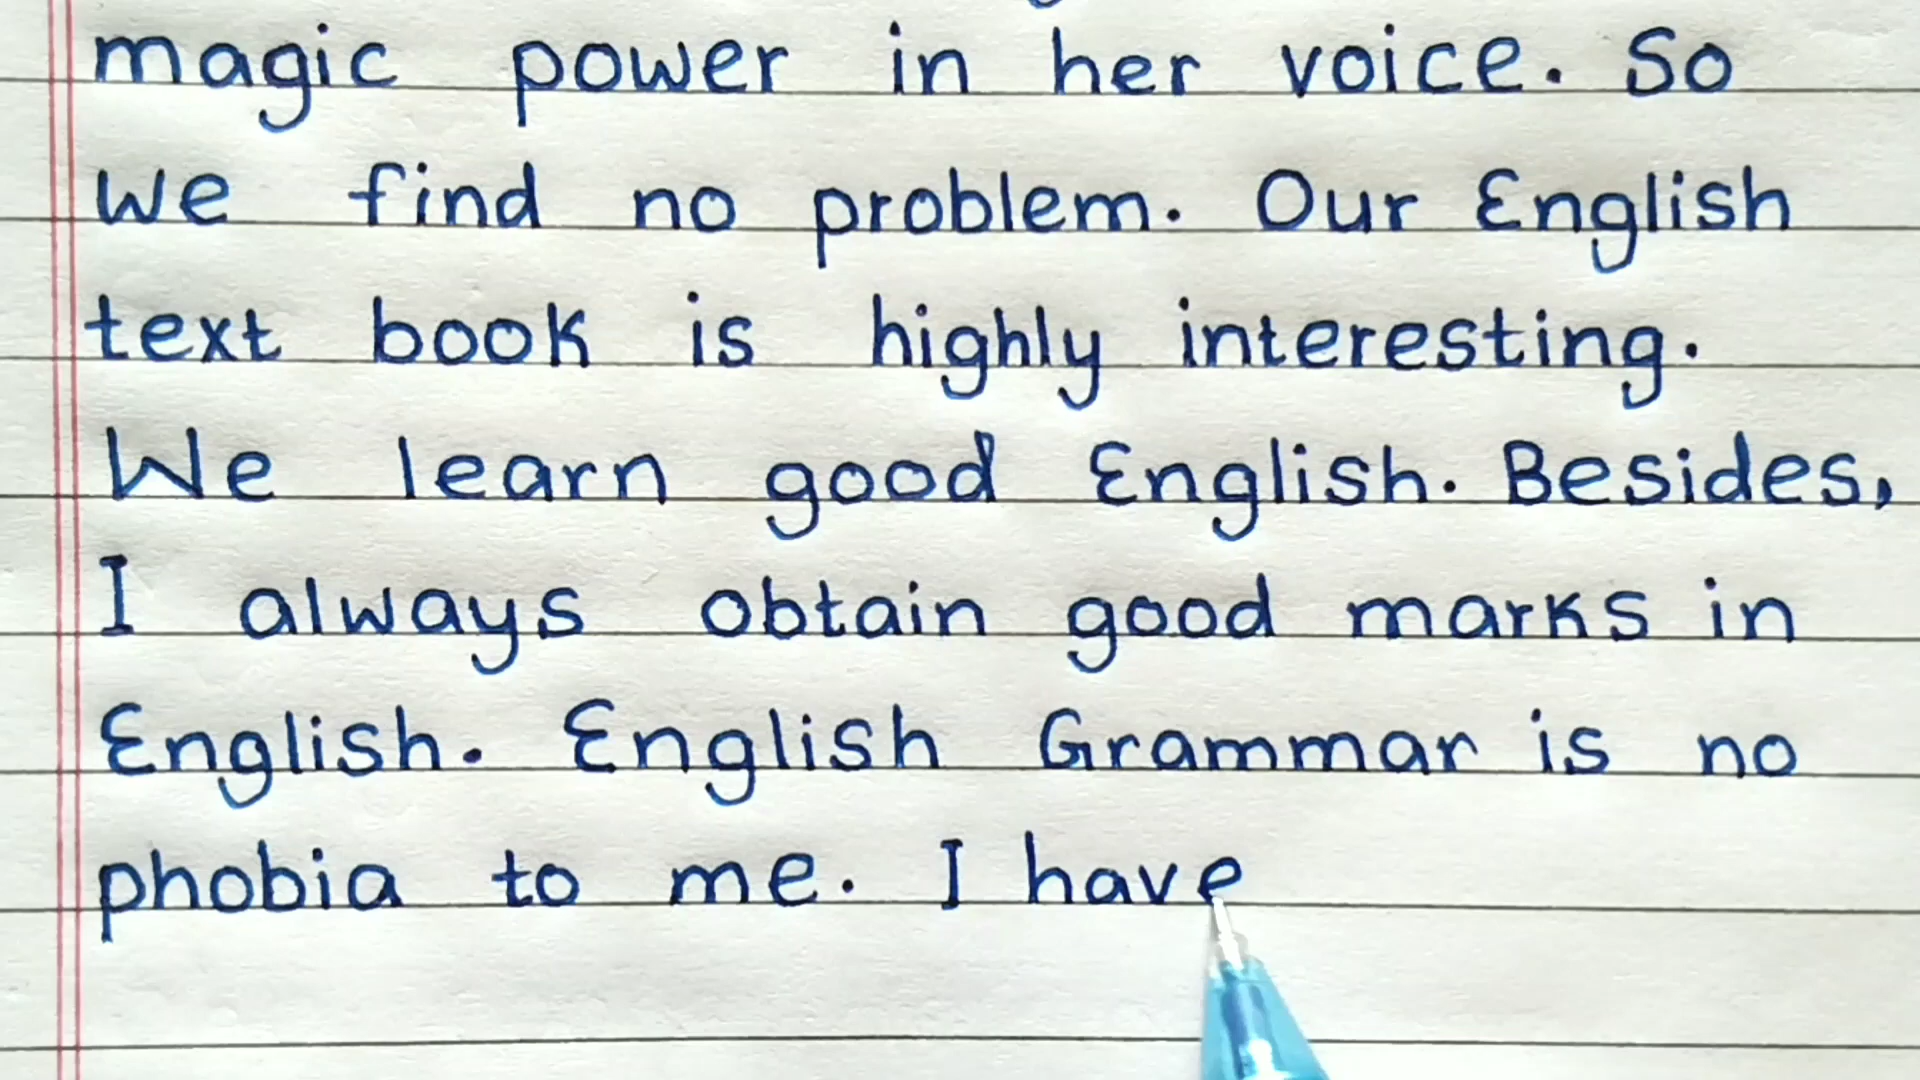 magic power in her voice. So
we find no problem. Our English
text book is highly interesting.
We learn good English. Besides,
I always obtain good marks in
English. English Grammar is no
phobia to me. I have